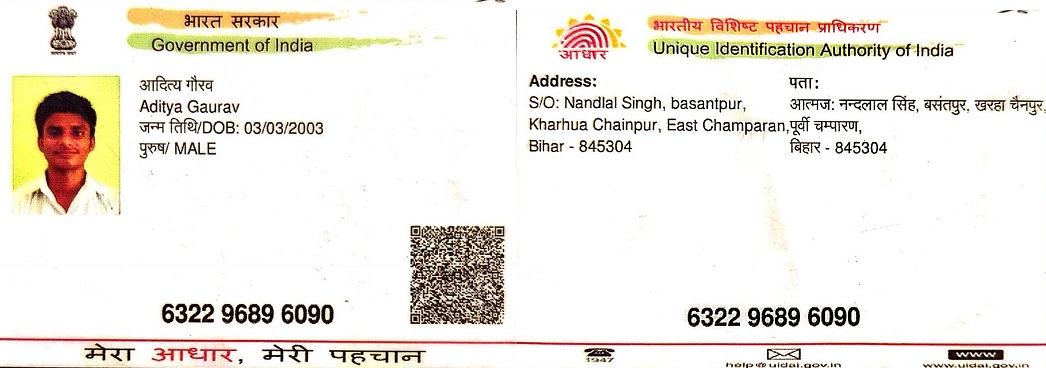 भारत सरकार
Government of India
आदित्य गौरव
Aditya Gaurav
जन्म तिथि/DOB: 03/03/2003
पुरुष/ MALE
6322 9689 6090
मेरा आधार, मेरी पहचान
आधार
भारतीय विशिष्ट पहचान प्राधिकरण
Unique Identification Authority of India
Address:
S/O: Nandlal Singh, basantpur,
Kharhua Chainpur, East Champaran,
Bihar - 845304
पता:
आत्मज: नन्दलाल सिंह, बसंतपुर, खरहा चैनपुर,
पूर्वी चम्पारण,
बिहार - 845304
6322 9689 6090
1947
help@uidai.gov.in
www
www.uidai.gov.in